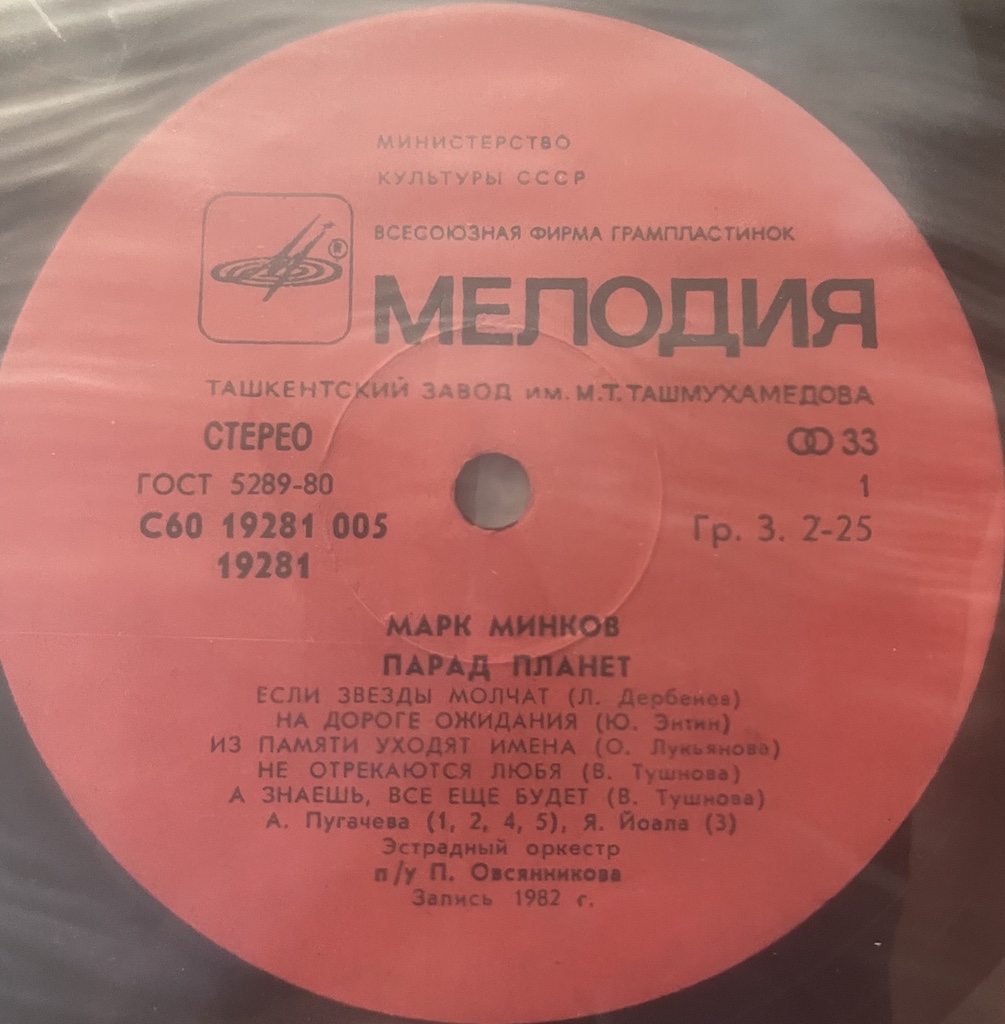 МИНИСТЕРСТВО
КУЛЬТУРЫ СССР
ВСЕСОЮЗНАЯ ФИРМА ГРАМПЛАСТИНОК
®
МЕЛОДИЯ
ТАШКЕНТСКИЙ ЗАВОД им. М.Т. ТАШМУХАМЕДОВА
СТЕРЕО 33
ГОСТ 5289-80 1
С60 19281 005 Гр. 3. 2-25
19281
МАРК МИНКОВ
ПАРАД ПЛАНЕТ
ЕСЛИ ЗВЕЗДЫ МОЛЧАТ (Л. Дербенев)
НА ДОРОГЕ ОЖИДАНИЯ (Ю. Энтин)
ИЗ ПАМЯТИ УХОДЯТ ИМЕНА (О. Лукьянова)
НЕ ОТРЕКАЮТСЯ ЛЮБЯ (В. Тушнова)
А ЗНАЕШЬ, ВСЕ ЕЩЕ БУДЕТ (В. Тушнова)
А. Пугачева (1, 2, 4, 5), Я. Йоала (3)
Эстрадный оркестр
п/у П. Овсянникова
Запись 1982 г.